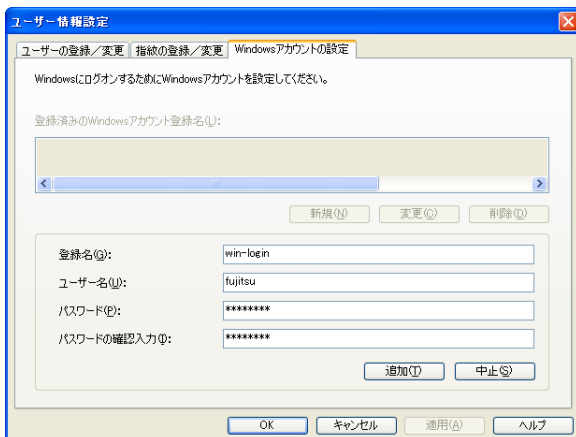 ユーザー情報設定
ユーザーの登録／変更 指紋の登録／変更 Windowsアカウントの設定
WindowsにログオンするためにWindowsアカウントを設定してください。
登録済みのWindowsアカウント登録名(L):
新規(N) 変更(C) 削除(D)
登録名(G): win-login
ユーザー名(U): fujitsu
パスワード(P): ********
パスワードの確認入力(I): ********
追加(T) 中止(S)
OK キャンセル 適用(A) ヘルプ